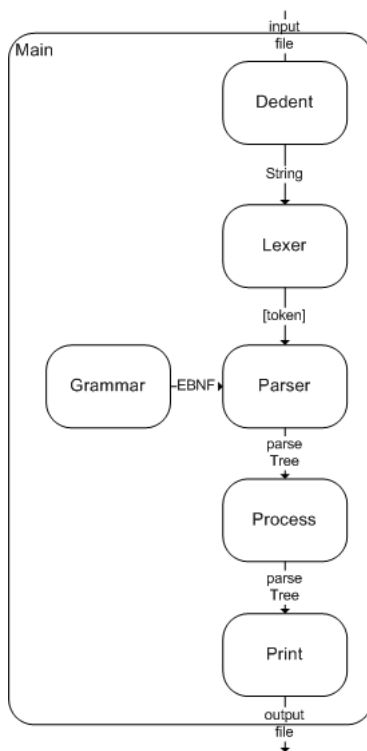 input
file
Main
Dedent
String
Lexer
[token]
Grammar
EBNF
Parser
parse
Tree
Process
parse
Tree
Print
output
file